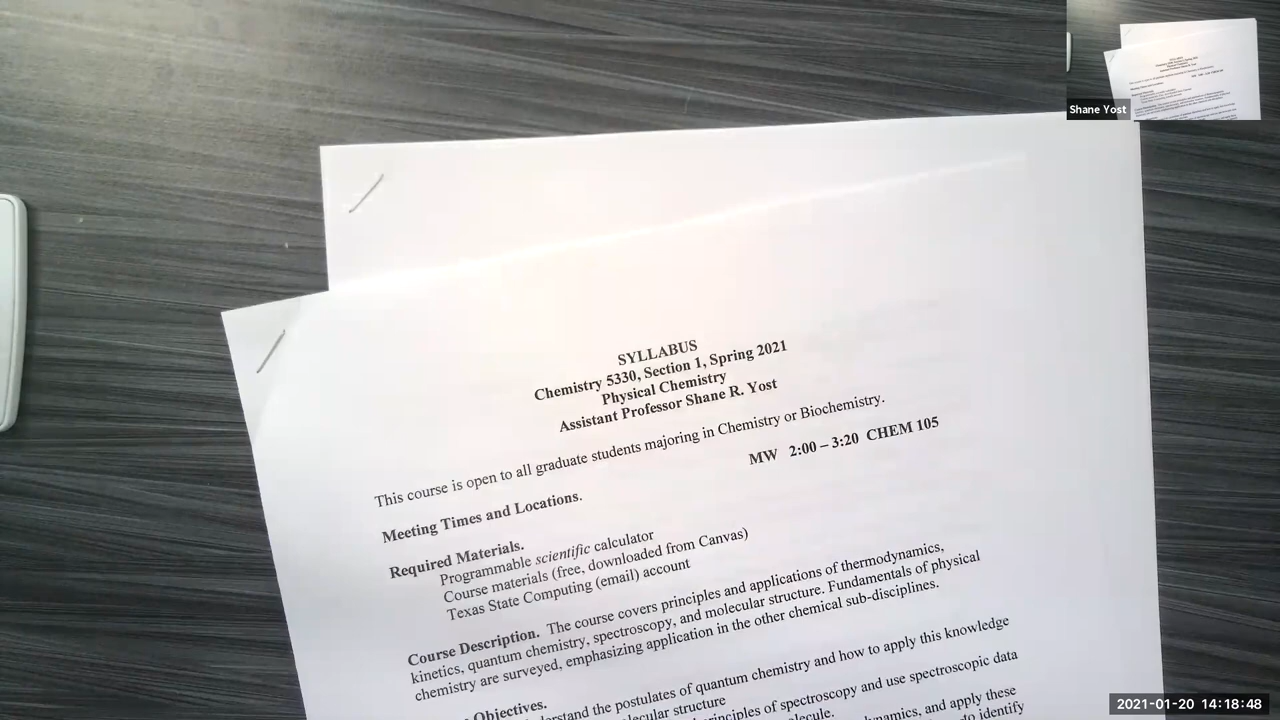 Shane Yost
SYLLABUS
Chemistry 5330, Section 1, Spring 2021
Physical Chemistry
Assistant Professor Shane R. Yost
This course is open to all graduate students majoring in Chemistry or Biochemistry.
Meeting Times and Locations.
MW 2:00 – 3:20 CHEM 105
Required Materials.
Programmable scientific calculator
Course materials (free, downloaded from Canvas)
Texas State Computing (email) account
Course Description. The course covers principles and applications of thermodynamics,
kinetics, quantum chemistry, spectroscopy, and molecular structure. Fundamentals of physical
chemistry are surveyed, emphasizing application in the other chemical sub-disciplines.
Objectives.
the postulates of quantum chemistry and how to apply this knowledge
structure
of spectroscopy and use spectroscopic data
and apply these
to identify
2021-01-20 14:18:48